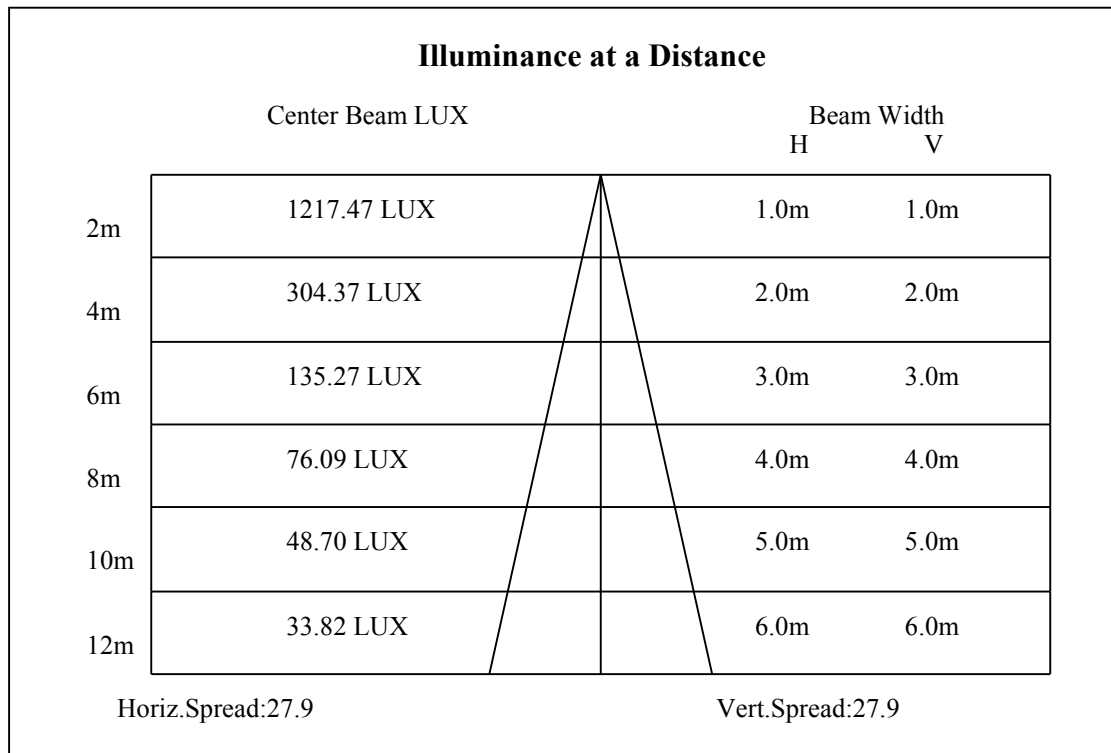 Illuminance at a Distance
Center Beam LUX Beam Width
H V
2m 1217.47 LUX 1.0m 1.0m
4m 304.37 LUX 2.0m 2.0m
6m 135.27 LUX 3.0m 3.0m
8m 76.09 LUX 4.0m 4.0m
10m 48.70 LUX 5.0m 5.0m
12m 33.82 LUX 6.0m 6.0m
Horiz.Spread:27.9 Vert.Spread:27.9